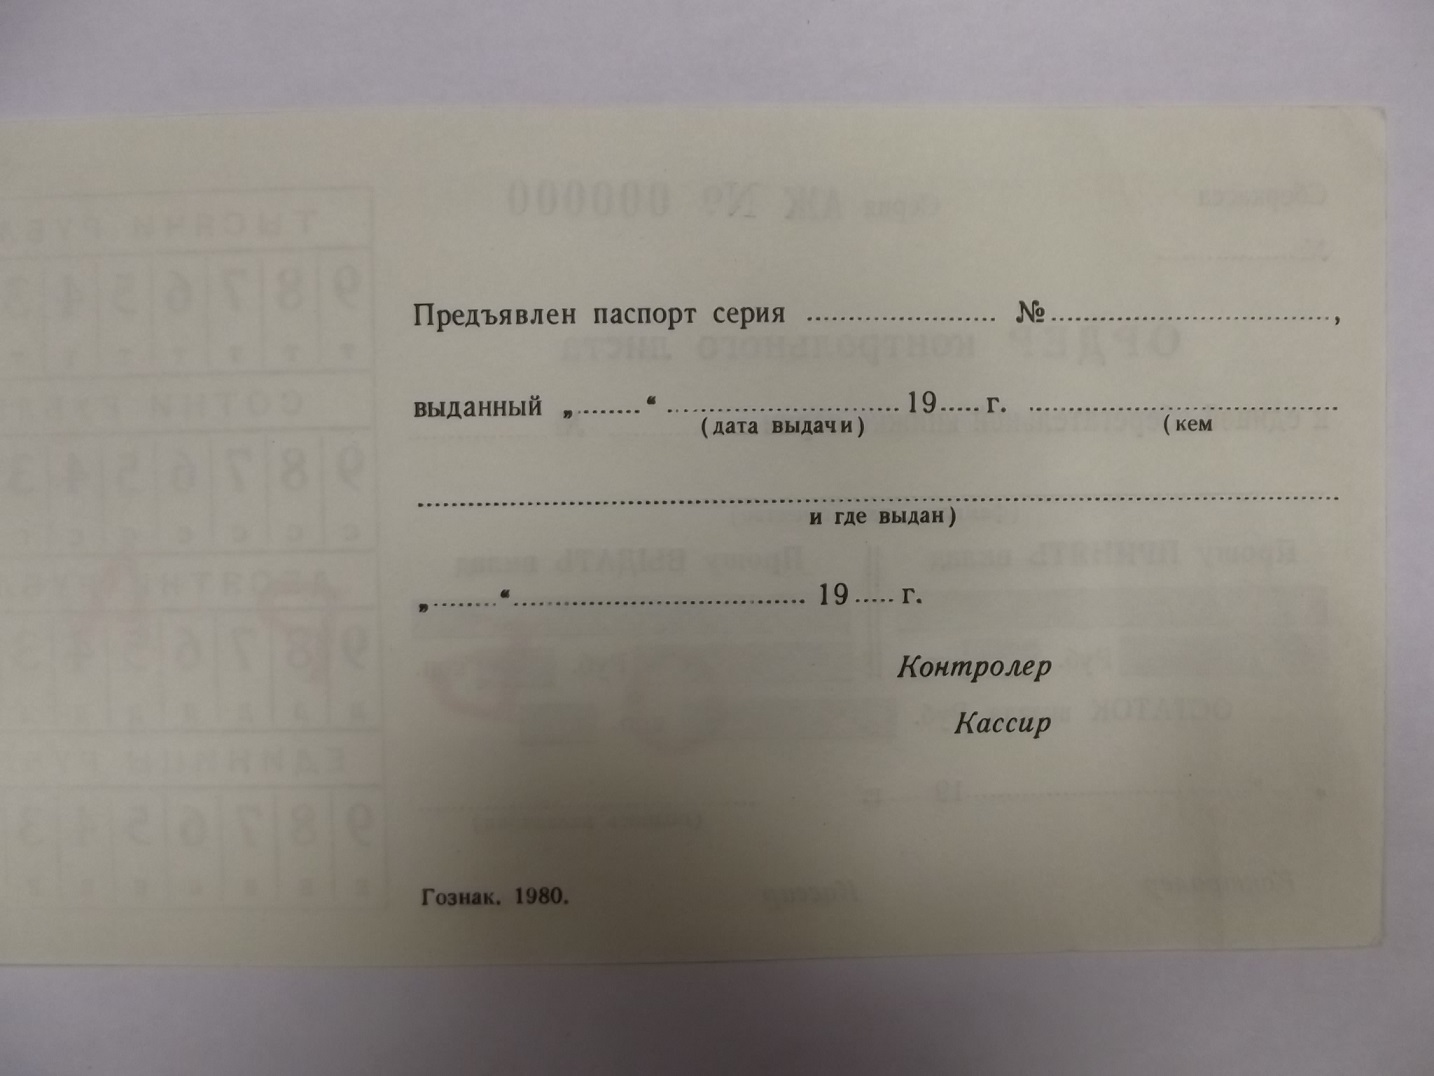 Предъявлен паспорт серия .................... № ..............................,
выданный „.......“ ......................... 19..... г. ................................
(дата выдачи) (кем
................................................................................................
и где выдан)
„........“ ............................... 19..... г.
Контролер
Кассир
Гознак. 1980.